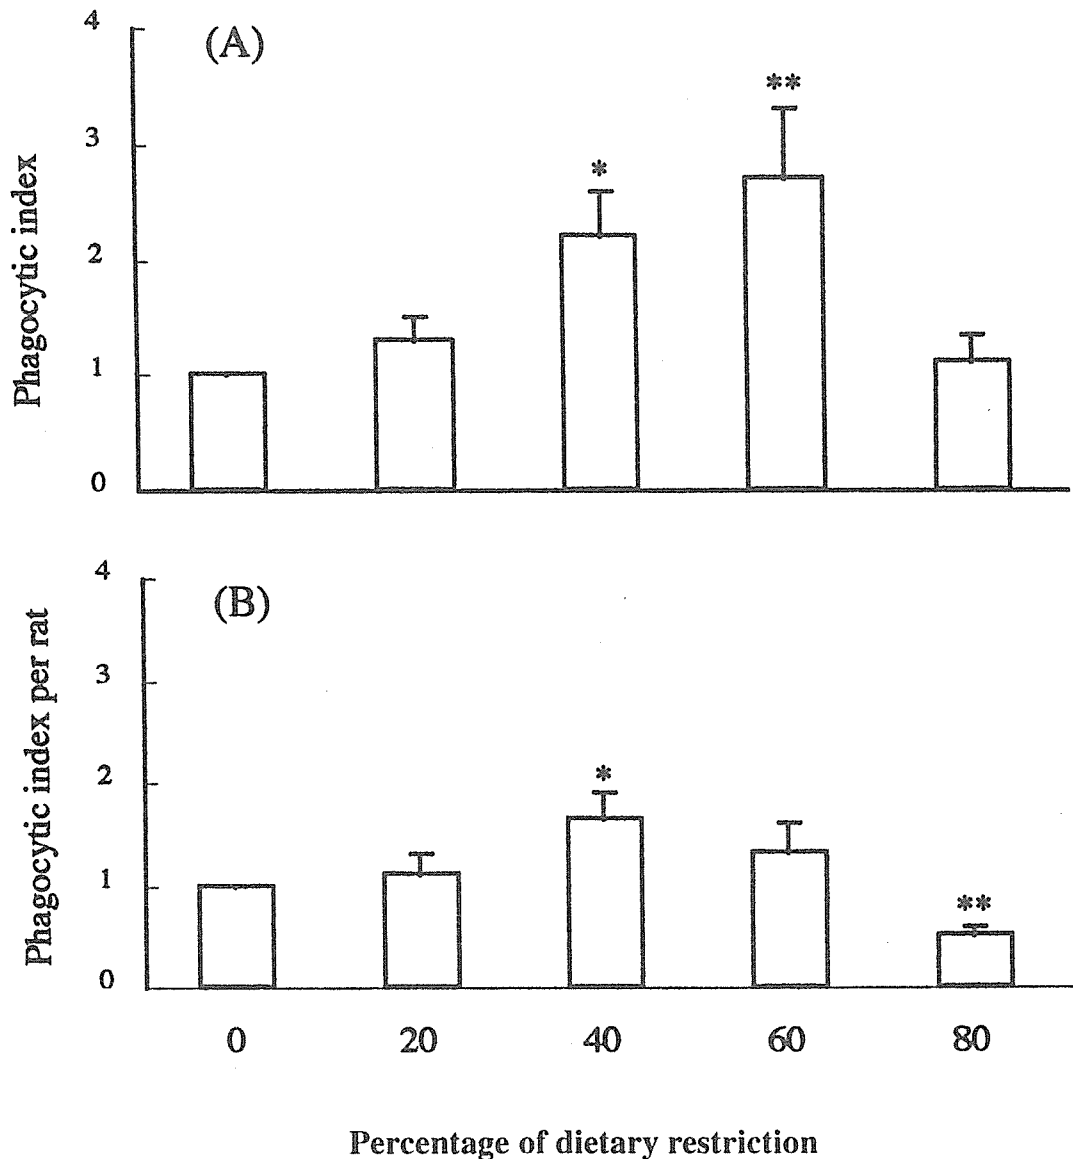 (A)
4
3
2
1
0
Phagocytic index
*
**
(B)
4
3
2
1
0
Phagocytic index per rat
*
**
0 20 40 60 80
Percentage of dietary restriction